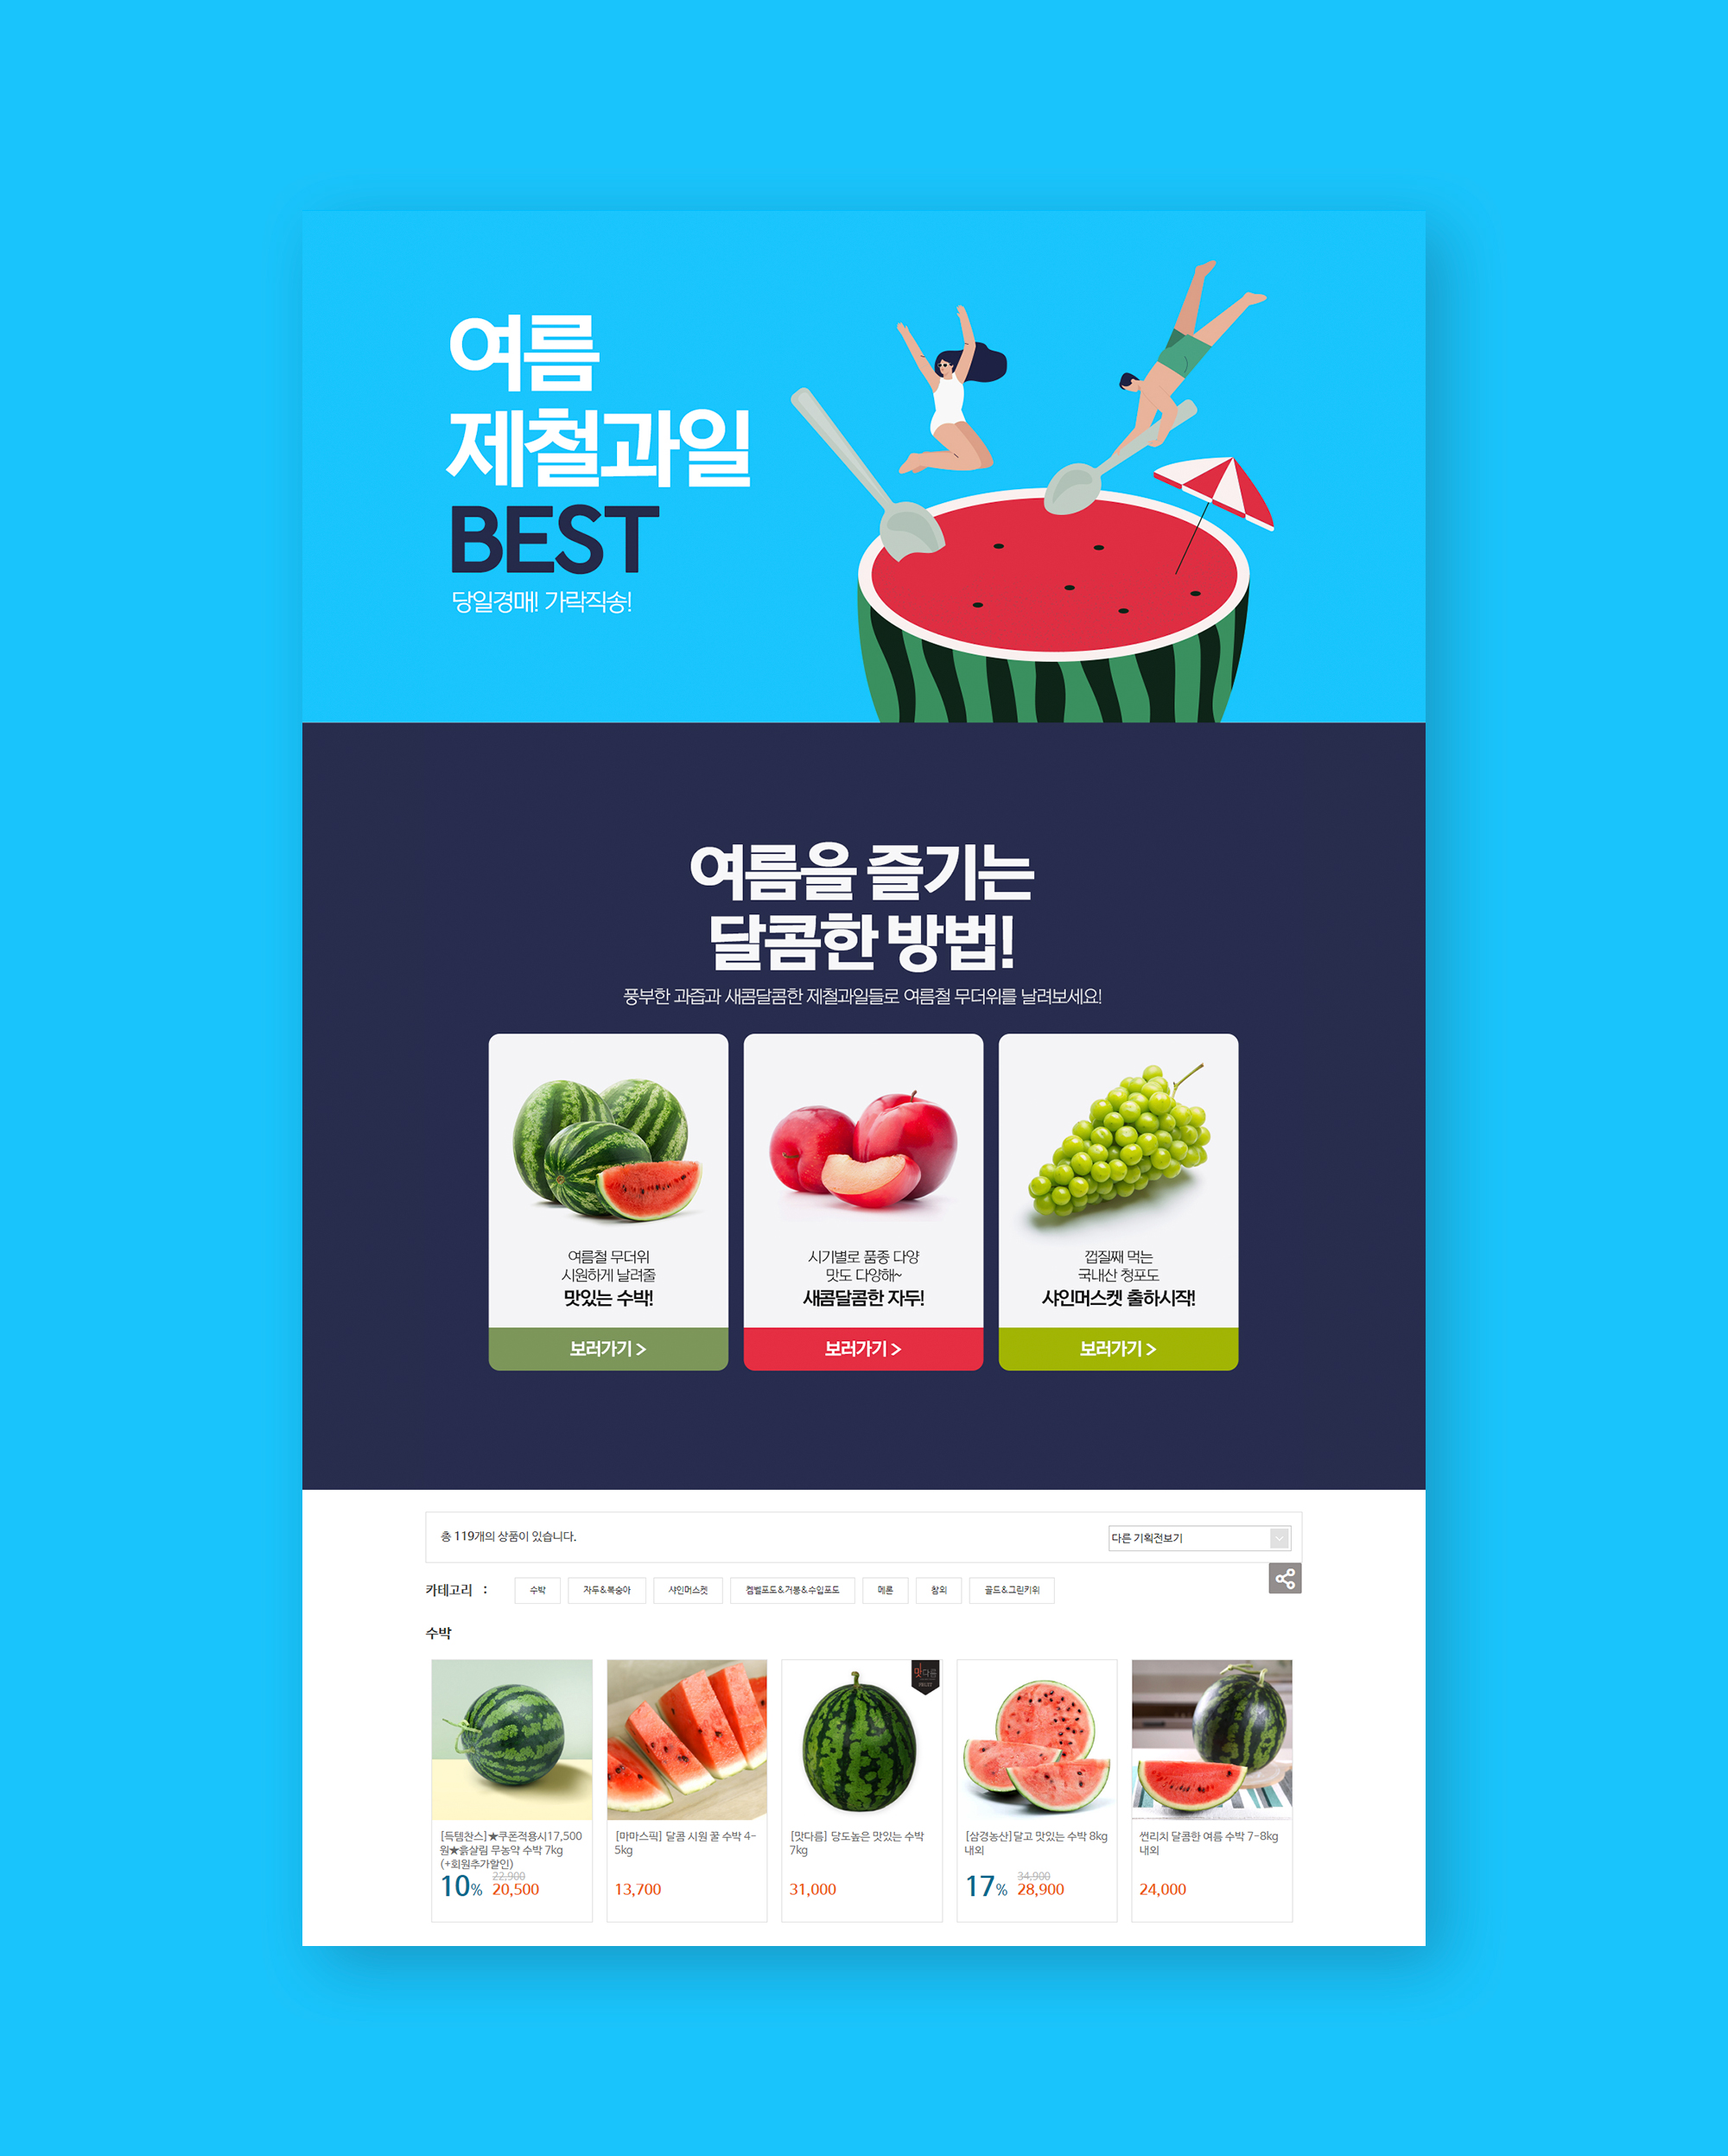 여름
제철과일
BEST
당일경매! 가락직송!
여름을 즐기는
달콤한 방법!
풍부한 과즙과 새콤달콤한 제철과일들로 여름철 무더위를 날려보세요!
여름철 무더위
시원하게 날려줄
맛있는 수박!
보러가기 >
시기별로 품종 다양
맛도 다양해~
새콤달콤한 자두!
보러가기 >
껍질째 먹는
국내산 청포도
샤인머스켓 출하시작!
보러가기 >
총 119개의 상품이 있습니다.
다른 기획전보기
카테고리 :
수박
자두&복숭아
샤인머스켓
켐벨포도&거봉&수입포도
메론
참외
골드&그린키위
수박
[득템찬스]★쿠폰적용시17,500
원★흙살림 무농약 수박 7kg
(+회원추가할인)
10%
22,900
20,500
[마마스픽] 달콤 시원 꿀 수박 4-
5kg
13,700
맛다름
[맛다름] 당도높은 맛있는 수박
7kg
31,000
[삼경농산]달고 맛있는 수박 8kg
내외
17%
34,900
28,900
썬리치 달콤한 여름 수박 7-8kg
내외
24,000